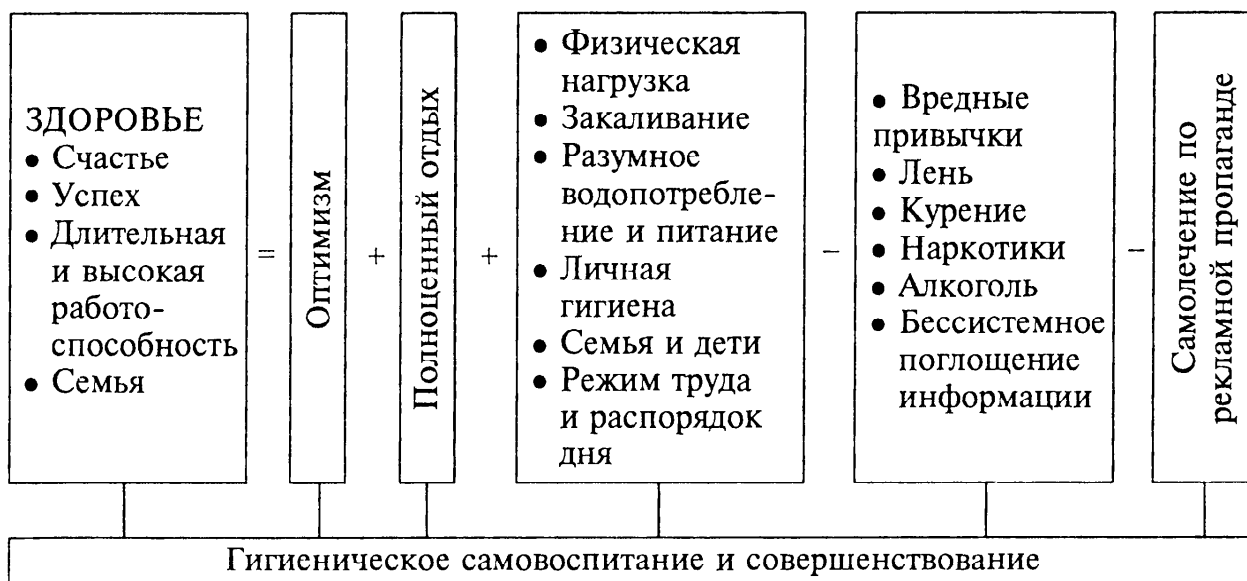 ЗДОРОВЬЕ
• Счастье
• Успех
• Длительная
и высокая
работо-
способность
• Семья
=
Оптимизм
+
Полноценный отдых
+
• Физическая
нагрузка
• Закаливание
• Разумное
водопотребле-
ние и питание
• Личная
гигиена
• Семья и дети
• Режим труда
и распорядок
дня
–
• Вредные
привычки
• Лень
• Курение
• Наркотики
• Алкоголь
• Бессистемное
поглощение
информации
–
Самолечение по
рекламной пропаганде
Гигиеническое самовоспитание и совершенствование